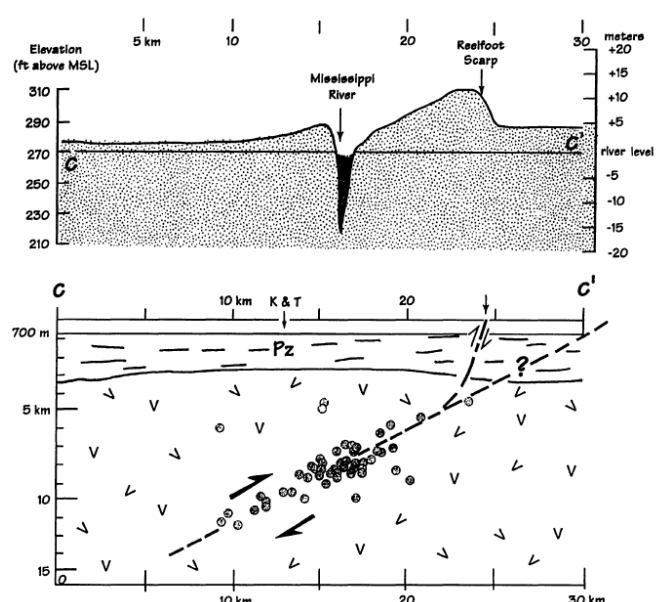 5 km 10 20 30 meters
Elevation
(ft above MSL)
Mississippi
River
Reelfoot
Scarp
310
290
270
250
230
210
+20
+15
+10
+5
river level
-5
-10
-15
-20
C C'
C C'
10 km K & T 20 30
700 m
Pz
?
5 km
10
15
0 10 km 20 30 km